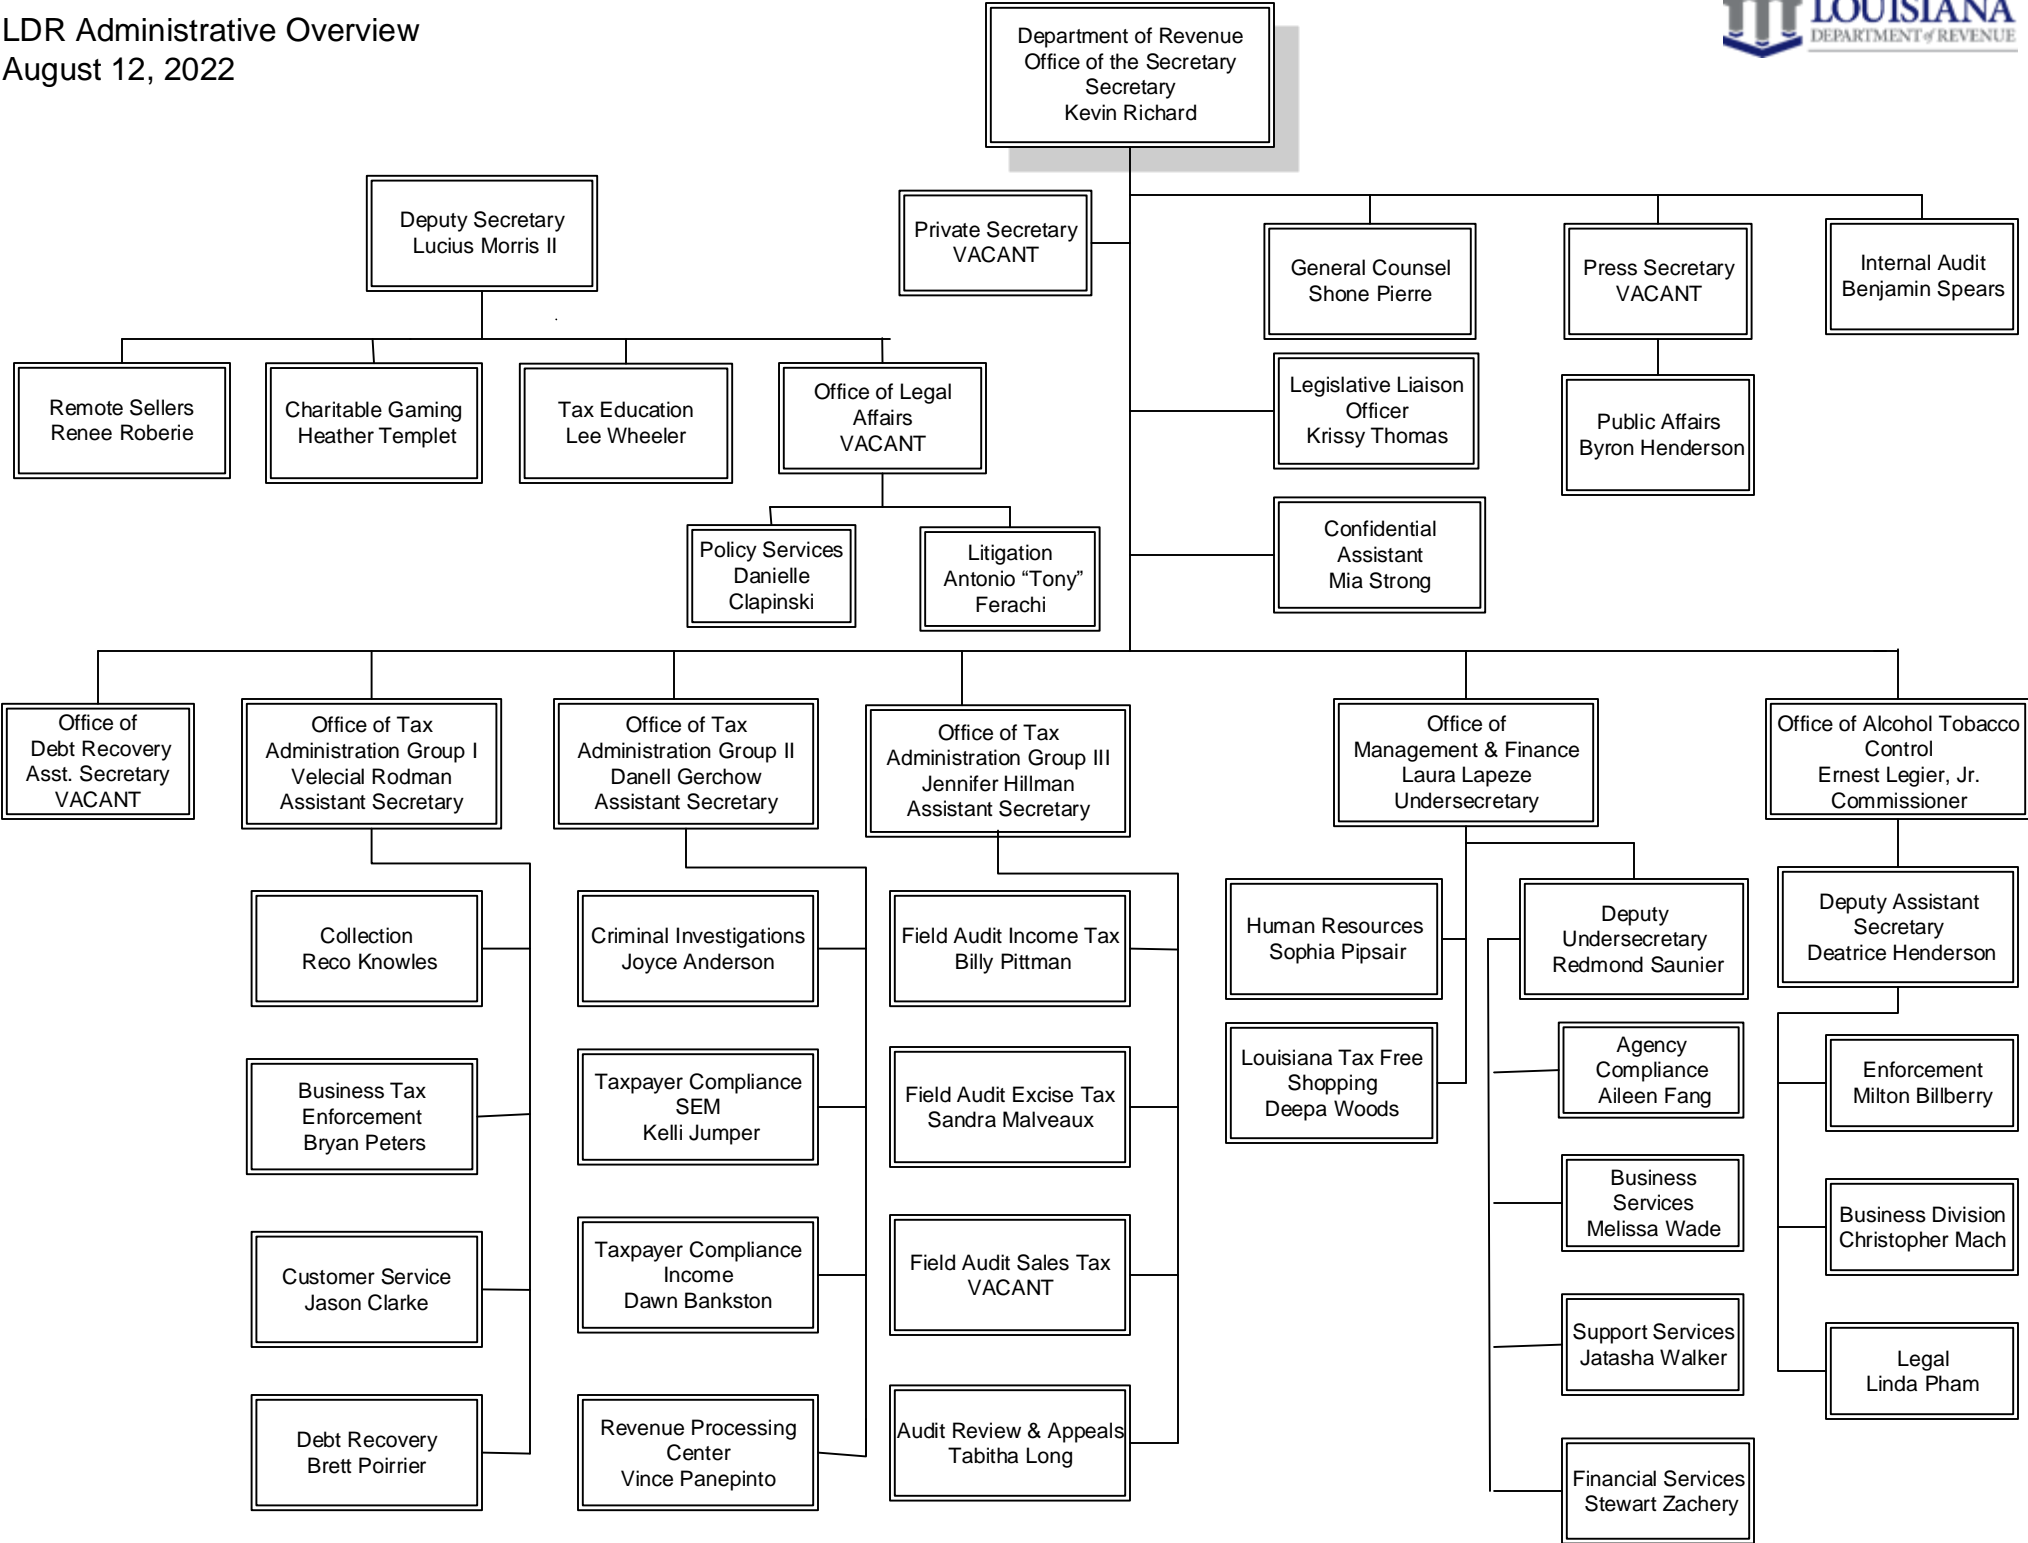 LDR Administrative Overview
August 12, 2022
LOUISIANA
DEPARTMENT of REVENUE
Department of Revenue
Office of the Secretary
Secretary
Kevin Richard
Deputy Secretary
Lucius Morris II
Private Secretary
VACANT
General Counsel
Shone Pierre
Press Secretary
VACANT
Internal Audit
Benjamin Spears
Remote Sellers
Renee Roberie
Charitable Gaming
Heather Templet
Tax Education
Lee Wheeler
Office of Legal
Affairs
VACANT
Legislative Liaison
Officer
Krissy Thomas
Public Affairs
Byron Henderson
Policy Services
Danielle
Clapinski
Litigation
Antonio “Tony”
Ferachi
Confidential
Assistant
Mia Strong
Office of
Debt Recovery
Asst. Secretary
VACANT
Office of Tax
Administration Group I
Velecial Rodman
Assistant Secretary
Office of Tax
Administration Group II
Danell Gerchow
Assistant Secretary
Office of Tax
Administration Group III
Jennifer Hillman
Assistant Secretary
Office of
Management & Finance
Laura Lapeze
Undersecretary
Office of Alcohol Tobacco
Control
Ernest Legier, Jr.
Commissioner
Collection
Reco Knowles
Business Tax
Enforcement
Bryan Peters
Customer Service
Jason Clarke
Debt Recovery
Brett Poirrier
Criminal Investigations
Joyce Anderson
Taxpayer Compliance
SEM
Kelli Jumper
Taxpayer Compliance
Income
Dawn Bankston
Revenue Processing
Center
Vince Panepinto
Field Audit Income Tax
Billy Pittman
Field Audit Excise Tax
Sandra Malveaux
Field Audit Sales Tax
VACANT
Audit Review & Appeals
Tabitha Long
Human Resources
Sophia Pipsair
Louisiana Tax Free
Shopping
Deepa Woods
Deputy
Undersecretary
Redmond Saunier
Agency
Compliance
Aileen Fang
Business
Services
Melissa Wade
Support Services
Jatasha Walker
Financial Services
Stewart Zachery
Deputy Assistant
Secretary
Deatrice Henderson
Enforcement
Milton Billberry
Business Division
Christopher Mach
Legal
Linda Pham